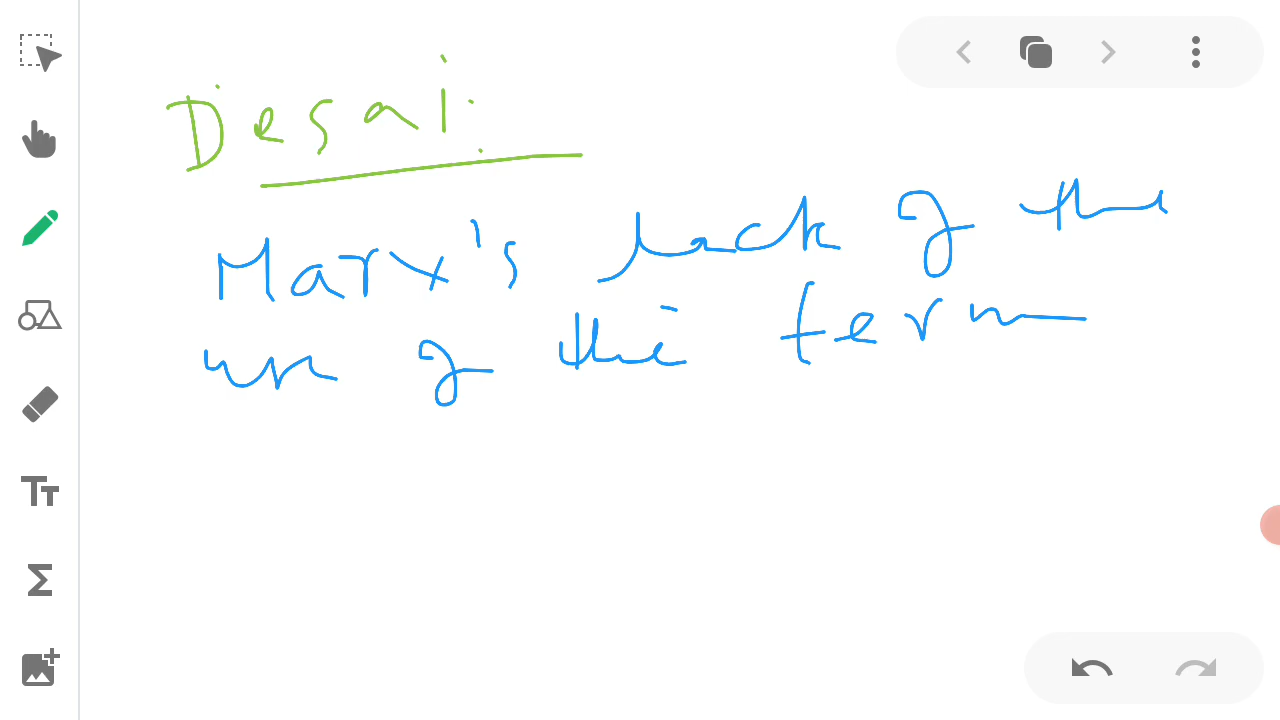 Desai
Marx's lack of the
use of the term